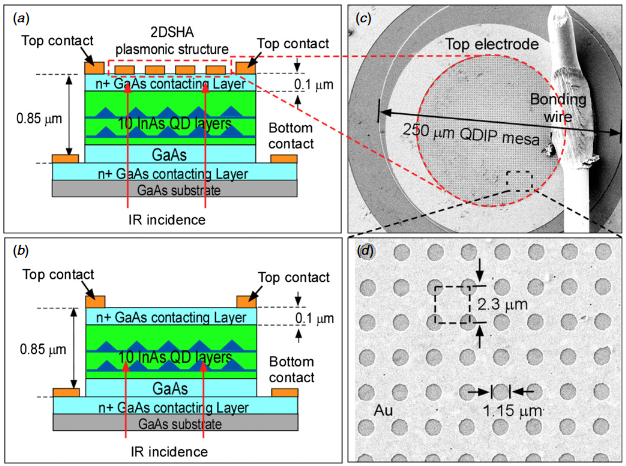 (a)
2DSHA
plasmonic structure
Top contact
Top contact
n+ GaAs contacting Layer
0.1 μm
0.85 μm
10 InAs QD layers
Bottom
contact
GaAs
n+ GaAs contacting Layer
GaAs substrate
IR incidence
(b)
Top contact
Top contact
n+ GaAs contacting Layer
0.1 μm
0.85 μm
10 InAs QD layers
Bottom
contact
GaAs
n+ GaAs contacting Layer
GaAs substrate
IR incidence
(c)
Top electrode
Bonding
wire
250 μm QDIP mesa
(d)
2.3 μm
Au
1.15 μm